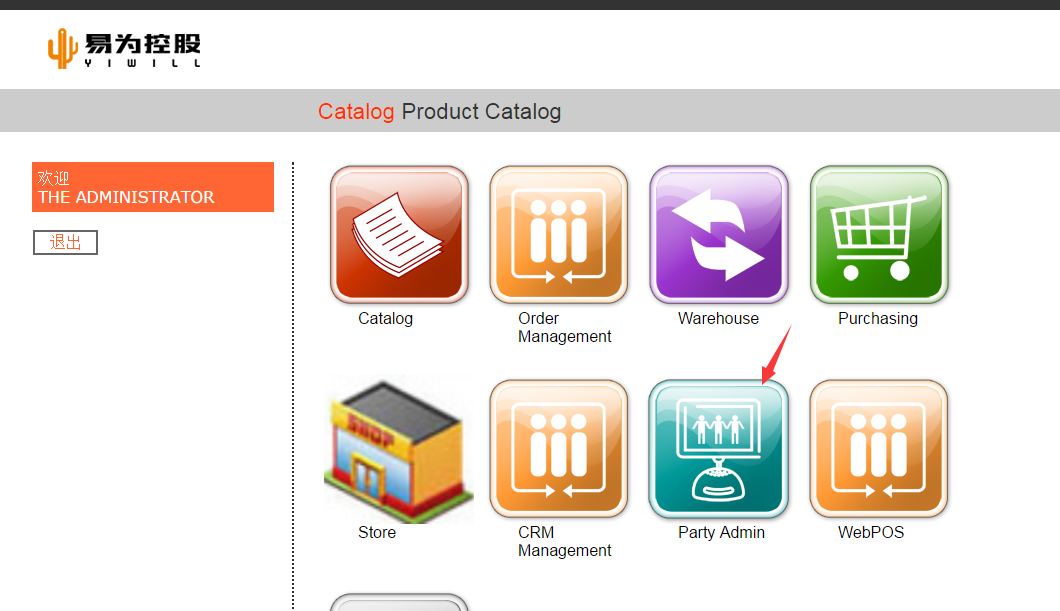 易为控股
YIWILL
Catalog Product Catalog
欢迎
THE ADMINISTRATOR
退出
Catalog
Order
Management
Warehouse
Purchasing
SHOP
Store
CRM
Management
Party Admin
WebPOS